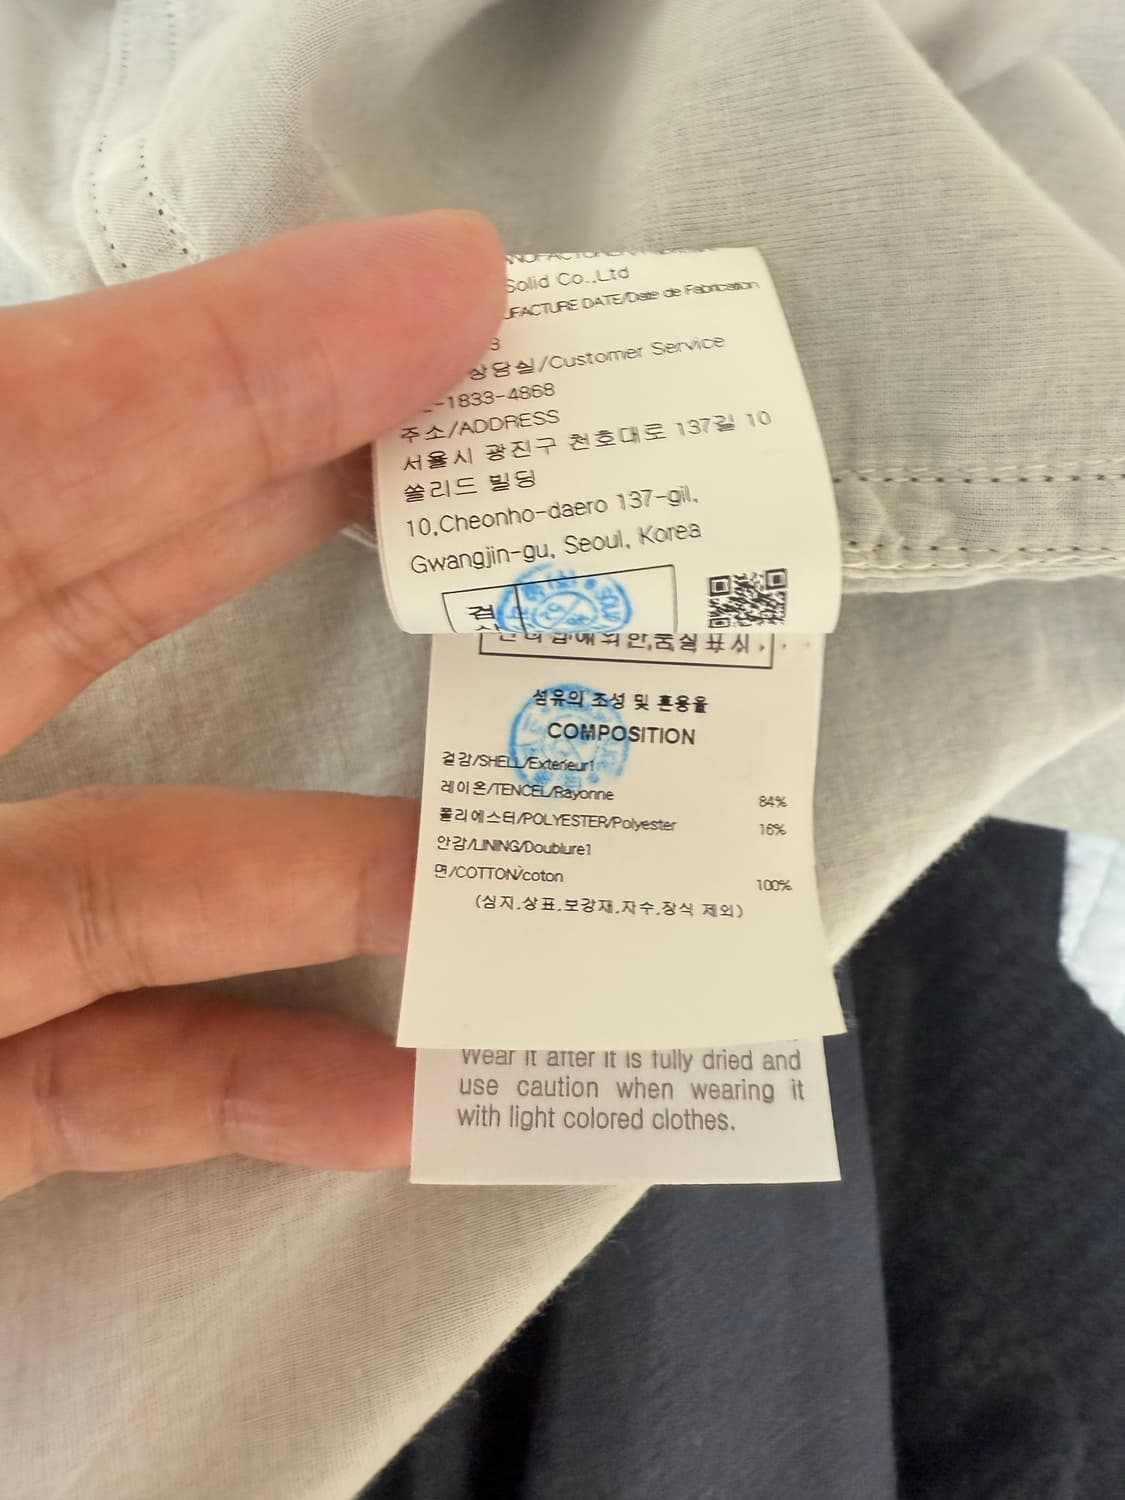 Solid Co.,Ltd
UFACTURE DATE/Date de Fabrication
3
상담실/Customer Service
-1833-4868
주소/ADDRESS
서울시 광진구 천호대로 137길 10
쏠리드 빌딩
10,Cheonho-daero 137-gil,
Gwangjin-gu, Seoul, Korea
검
섬유의 조성 및 혼용율
COMPOSITION
겉감/SHELL/Exterieur1
레이온/TENCEL/Rayonne 84%
폴리에스터/POLYESTER/Polyester 16%
안감/LINING/Doublure1
면/COTTON/coton 100%
(심지.상표.보강재.자수.장식 제외)
Wear it after it is fully dried and
use caution when wearing it
with light colored clothes.